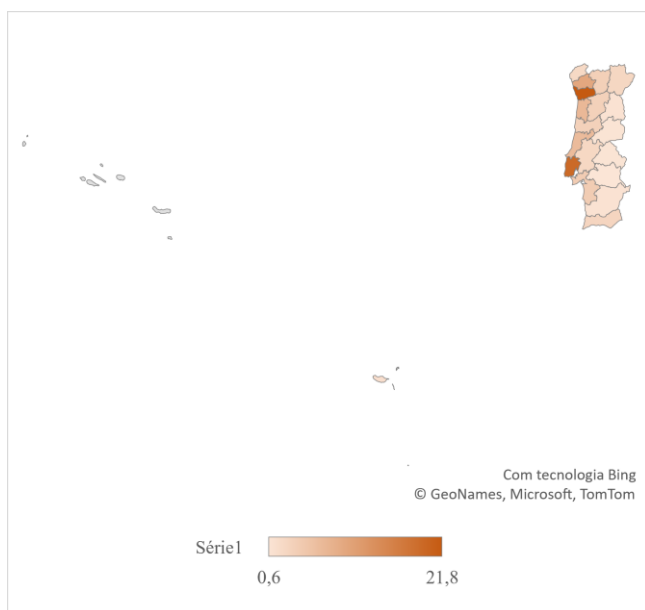 Com tecnologia Bing
© GeoNames, Microsoft, TomTom
Série1
0,6
21,8